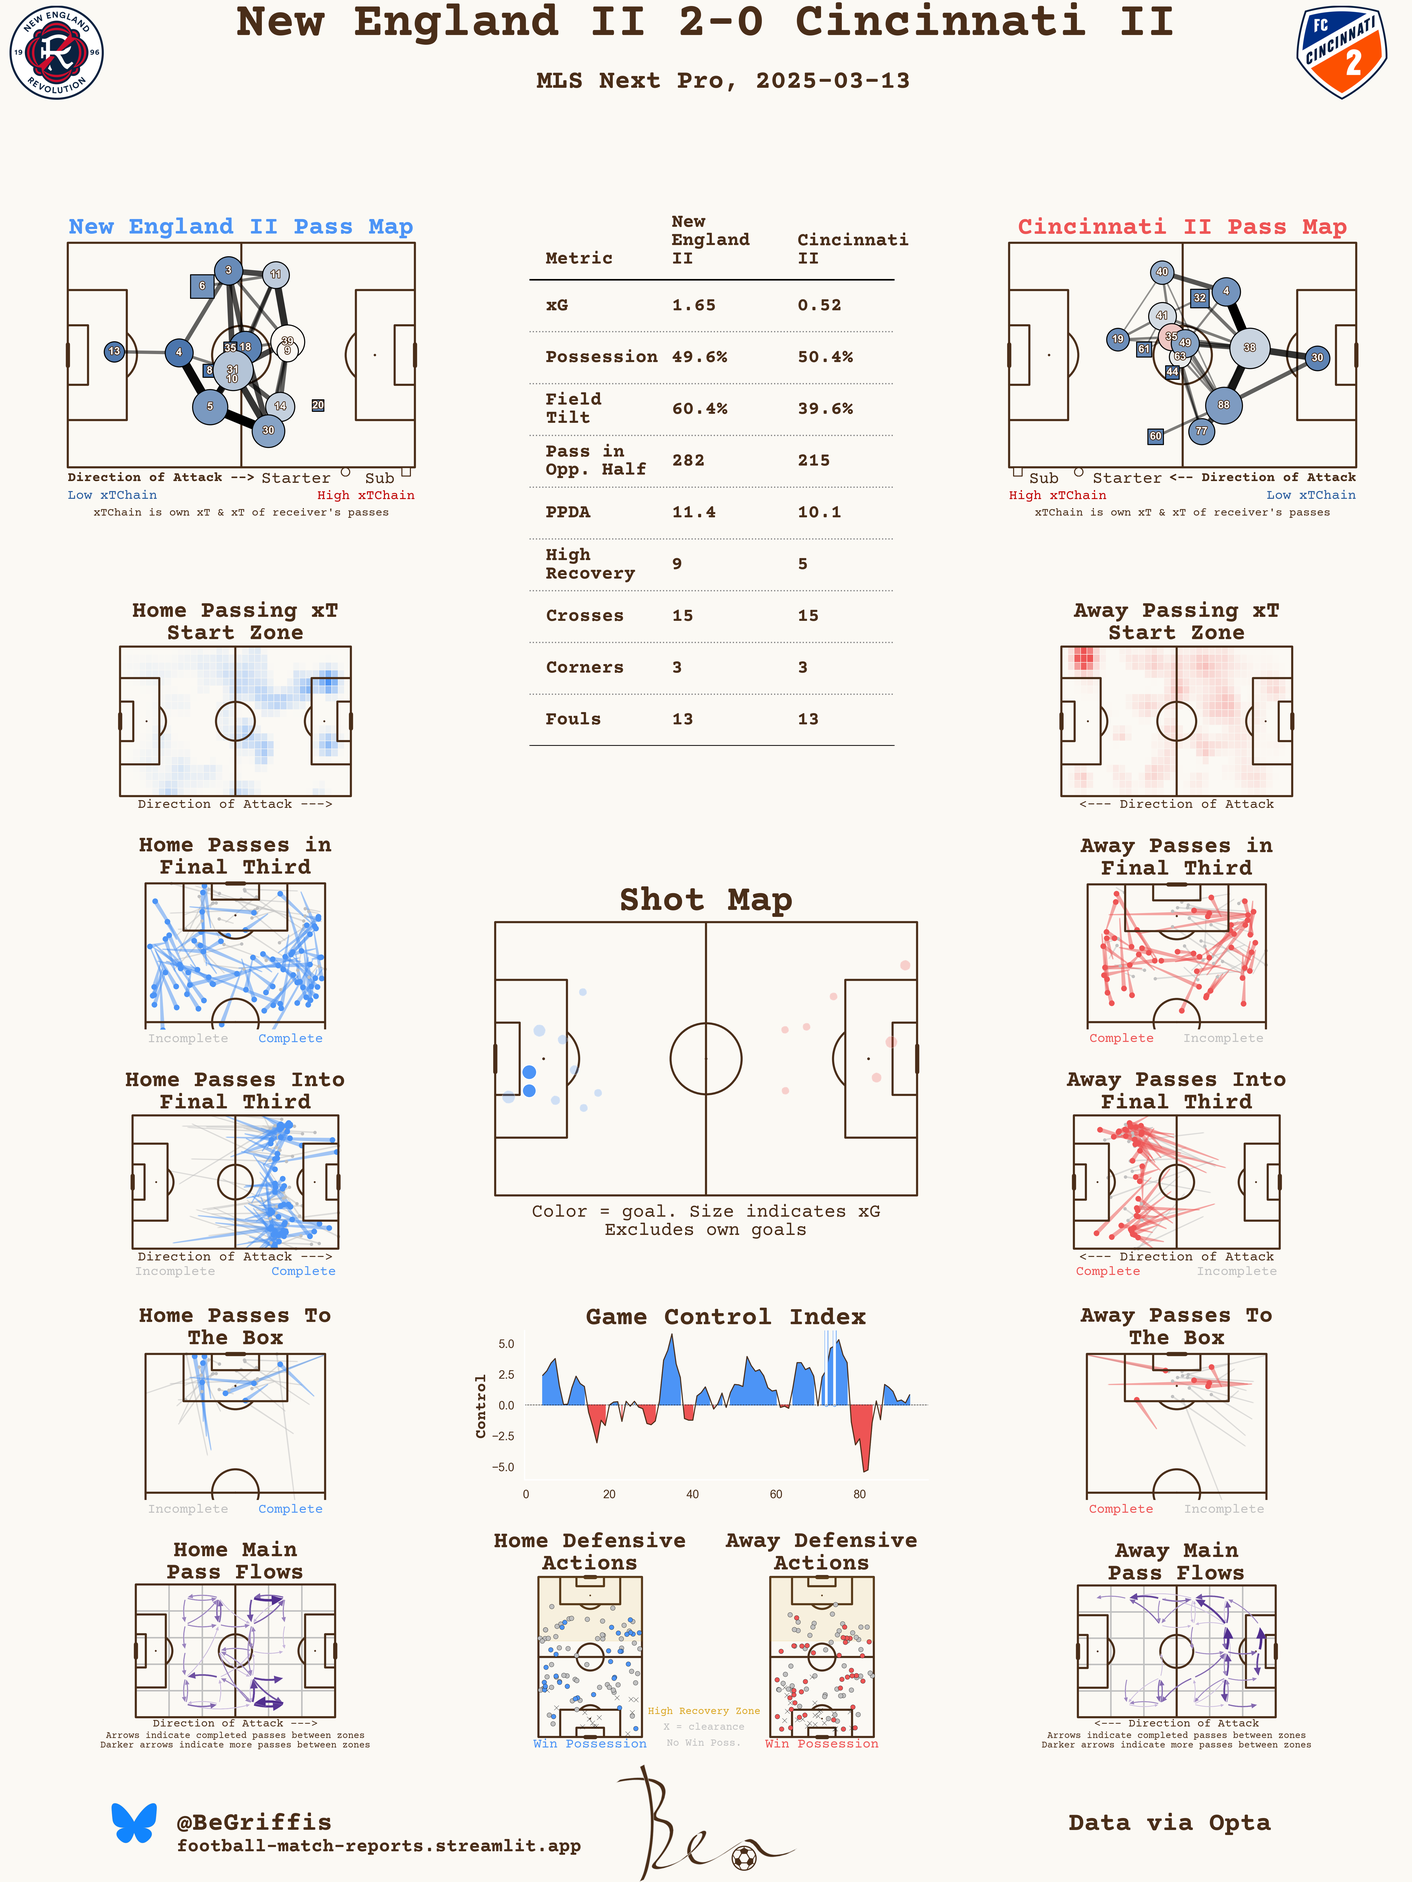 New England II 2-0 Cincinnati II
MLS Next Pro, 2025-03-13
NEW ENGLAND
19 96
REVOLUTION
FC
CINCINNATI
2
New England II Pass Map
3
11
6
13
4
35
18
39
9
8
31
10
5
14
20
30
Direction of Attack --> Starter Sub
Low xTChain High xTChain
xTChain is own xT & xT of receiver's passes
Metric New England II Cincinnati II
xG 1.65 0.52
Possession 49.6% 50.4%
Field Tilt 60.4% 39.6%
Pass in Opp. Half 282 215
PPDA 11.4 10.1
High Recovery 9 5
Crosses 15 15
Corners 3 3
Fouls 13 13
Cincinnati II Pass Map
40
4
32
41
19
35
49
61
63
38
30
44
88
60
77
Sub Starter <-- Direction of Attack
High xTChain Low xTChain
xTChain is own xT & xT of receiver's passes
Home Passing xT
Start Zone
Direction of Attack --->
Away Passing xT
Start Zone
<--- Direction of Attack
Home Passes in
Final Third
Incomplete Complete
Away Passes in
Final Third
Complete Incomplete
Shot Map
Color = goal. Size indicates xG
Excludes own goals
Home Passes Into
Final Third
Direction of Attack --->
Incomplete Complete
Away Passes Into
Final Third
<--- Direction of Attack
Complete Incomplete
Home Passes To
The Box
Incomplete Complete
Game Control Index
Control
5.0
2.5
0.0
−2.5
−5.0
0 20 40 60 80
Away Passes To
The Box
Complete Incomplete
Home Main
Pass Flows
Direction of Attack --->
Arrows indicate completed passes between zones
Darker arrows indicate more passes between zones
Home Defensive
Actions
Win Possession
High Recovery Zone
X = clearance
No Win Poss.
Away Defensive
Actions
Win Possession
Away Main
Pass Flows
<--- Direction of Attack
Arrows indicate completed passes between zones
Darker arrows indicate more passes between zones
@BeGriffis
football-match-reports.streamlit.app
Ben
Data via Opta